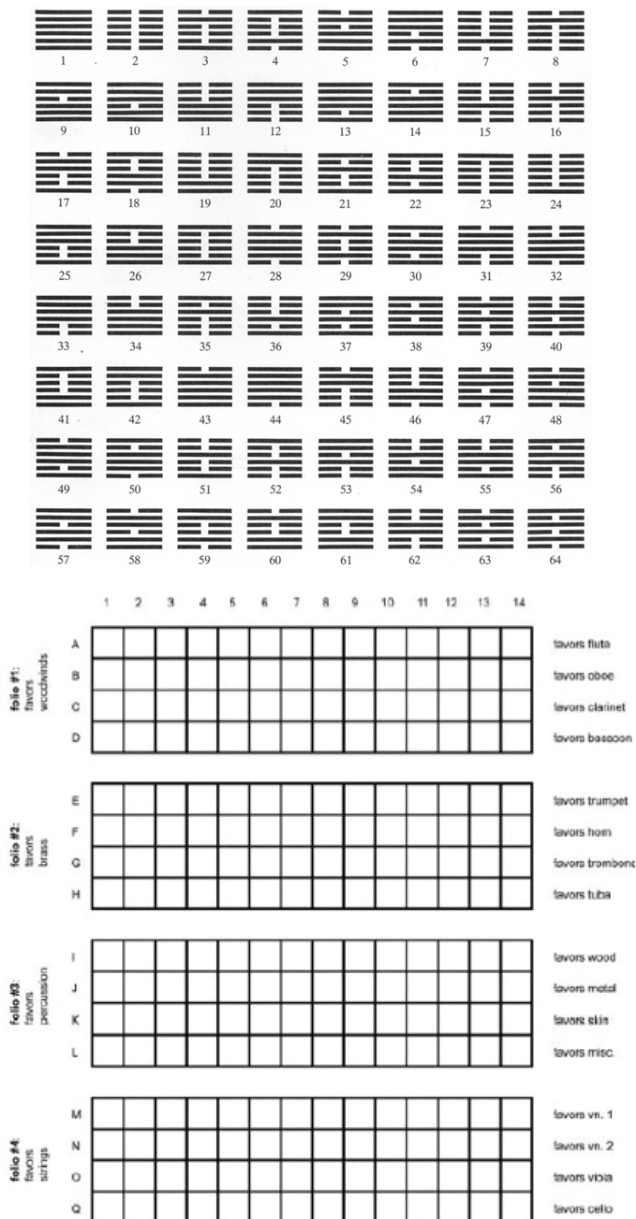 1 2 3 4 5 6 7 8
9 10 11 12 13 14 15 16
17 18 19 20 21 22 23 24
25 26 27 28 29 30 31 32
33 34 35 36 37 38 39 40
41 42 43 44 45 46 47 48
49 50 51 52 53 54 55 56
57 58 59 60 61 62 63 64
1 2 3 4 5 6 7 8 9 10 11 12 13 14
folio #1:
favors
woodwinds
A favors flute
B favors oboe
C favors clarinet
D favors bassoon
folio #2:
favors
brass
E favors trumpet
F favors horn
G favors trombone
H favors tuba
folio #3:
favors
percussion
I favors wood
J favors metal
K favors skin
L favors misc.
folio #4:
favors
strings
M favors vn. 1
N favors vn. 2
O favors viola
Q favors cello